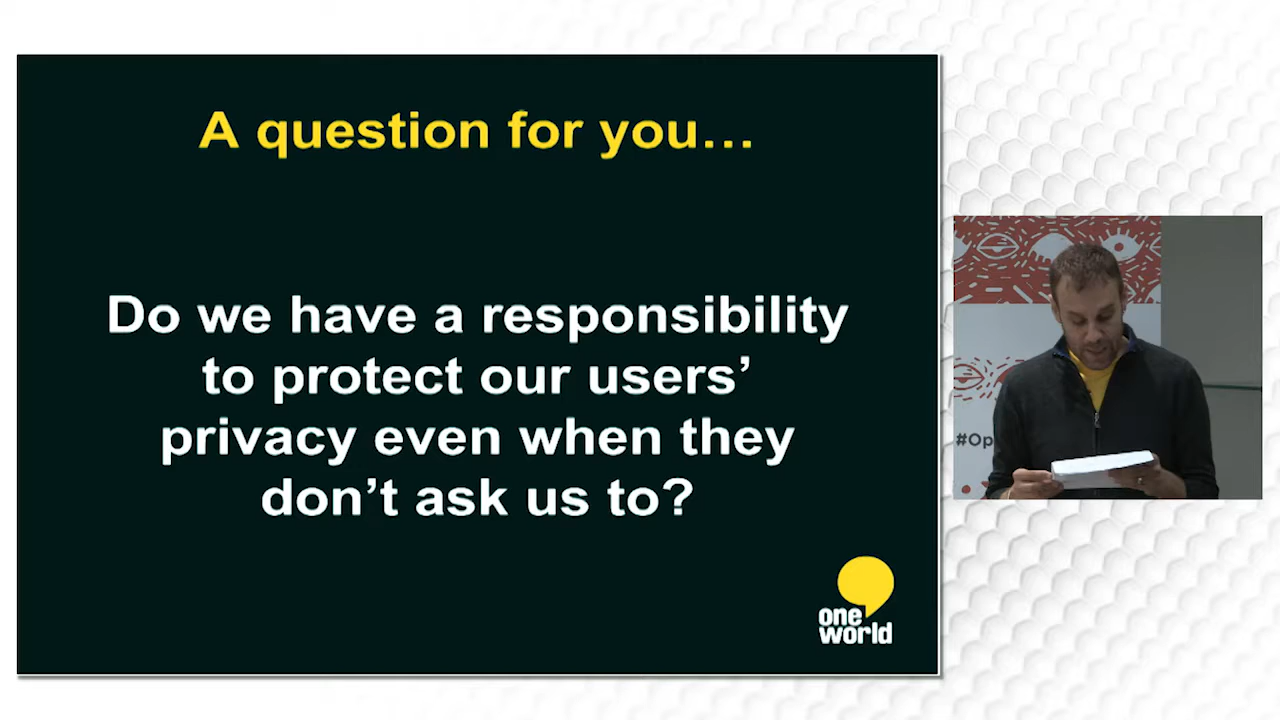 A question for you…
Do we have a responsibility
to protect our users’
privacy even when they
don’t ask us to?
one
world
#Op